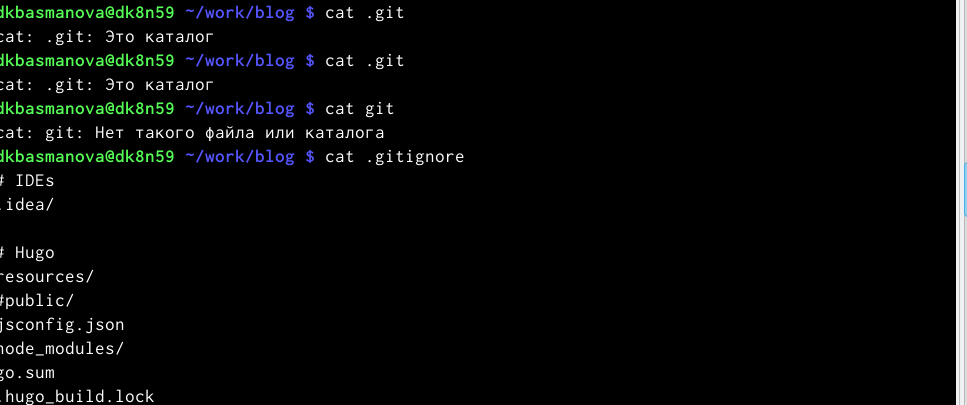 dkbasmanova@dk8n59 ~/work/blog $ cat .git
cat: .git: Это каталог
dkbasmanova@dk8n59 ~/work/blog $ cat .git
cat: .git: Это каталог
dkbasmanova@dk8n59 ~/work/blog $ cat git
cat: git: Нет такого файла или каталога
dkbasmanova@dk8n59 ~/work/blog $ cat .gitignore
# IDEs
.idea/
# Hugo
resources/
#public/
jsconfig.json
node_modules/
go.sum
.hugo_build.lock